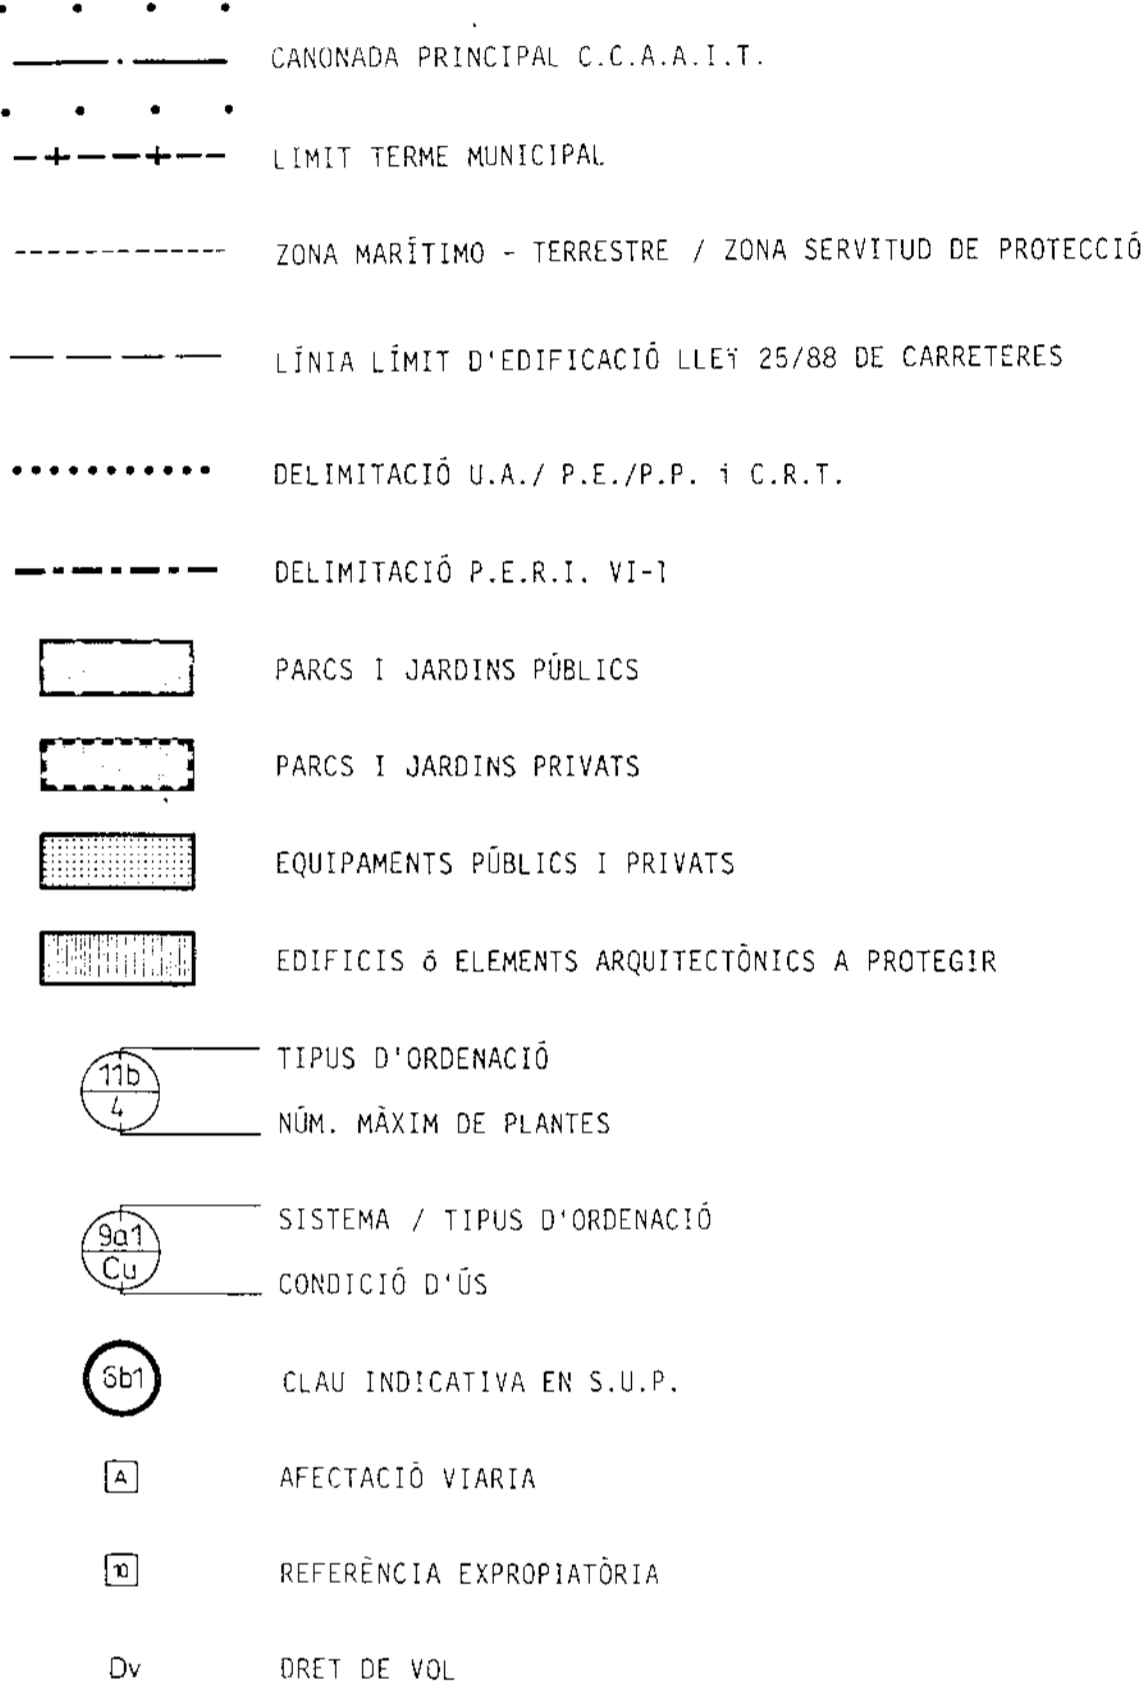 CANONADA PRINCIPAL C.C.A.A.I.T.
LIMIT TERME MUNICIPAL
ZONA MARÍTIMO - TERRESTRE / ZONA SERVITUD DE PROTECCIÓ
LÍNIA LÍMIT D'EDIFICACIÓ LLEÏ 25/88 DE CARRETERES
DELIMITACIÓ U.A./ P.E./P.P. i C.R.T.
DELIMITACIÓ P.E.R.I. VI-1
PARCS I JARDINS PÚBLICS
PARCS I JARDINS PRIVATS
EQUIPAMENTS PÚBLICS I PRIVATS
EDIFICIS ó ELEMENTS ARQUITECTÒNICS A PROTEGIR
11b TIPUS D'ORDENACIÓ
4 NÚM. MÀXIM DE PLANTES
9a1 SISTEMA / TIPUS D'ORDENACIÓ
Cu CONDICIÓ D'ÚS
Sb1 CLAU INDICATIVA EN S.U.P.
A AFECTACIÓ VIARIA
10 REFERÈNCIA EXPROPIATÒRIA
Dv DRET DE VOL